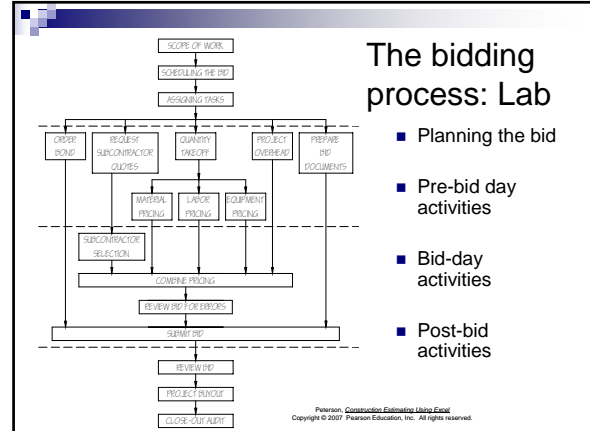 SCOPE OF WORK
SCHEDULING THE BID
ASSIGNING TASKS
ORDER
BOND
REQUEST
SUBCONTRACTOR
QUOTES
QUANTITY
TAKEOFF
PROJECT
OVERHEAD
PREPARE
BID
DOCUMENTS
MATERIAL
PRICING
LABOR
PRICING
EQUIPMENT
PRICING
SUBCONTRACTOR
SELECTION
COMBINE PRICING
REVIEW BID FOR ERRORS
SUBMIT BID
REVIEW BID
PROJECT BUYOUT
CLOSE-OUT AUDIT
The bidding
process: Lab
Planning the bid
Pre-bid day
activities
Bid-day
activities
Post-bid
activities
Peterson, Construction Estimating Using Excel
Copyright © 2007 Pearson Education, Inc. All rights reserved.